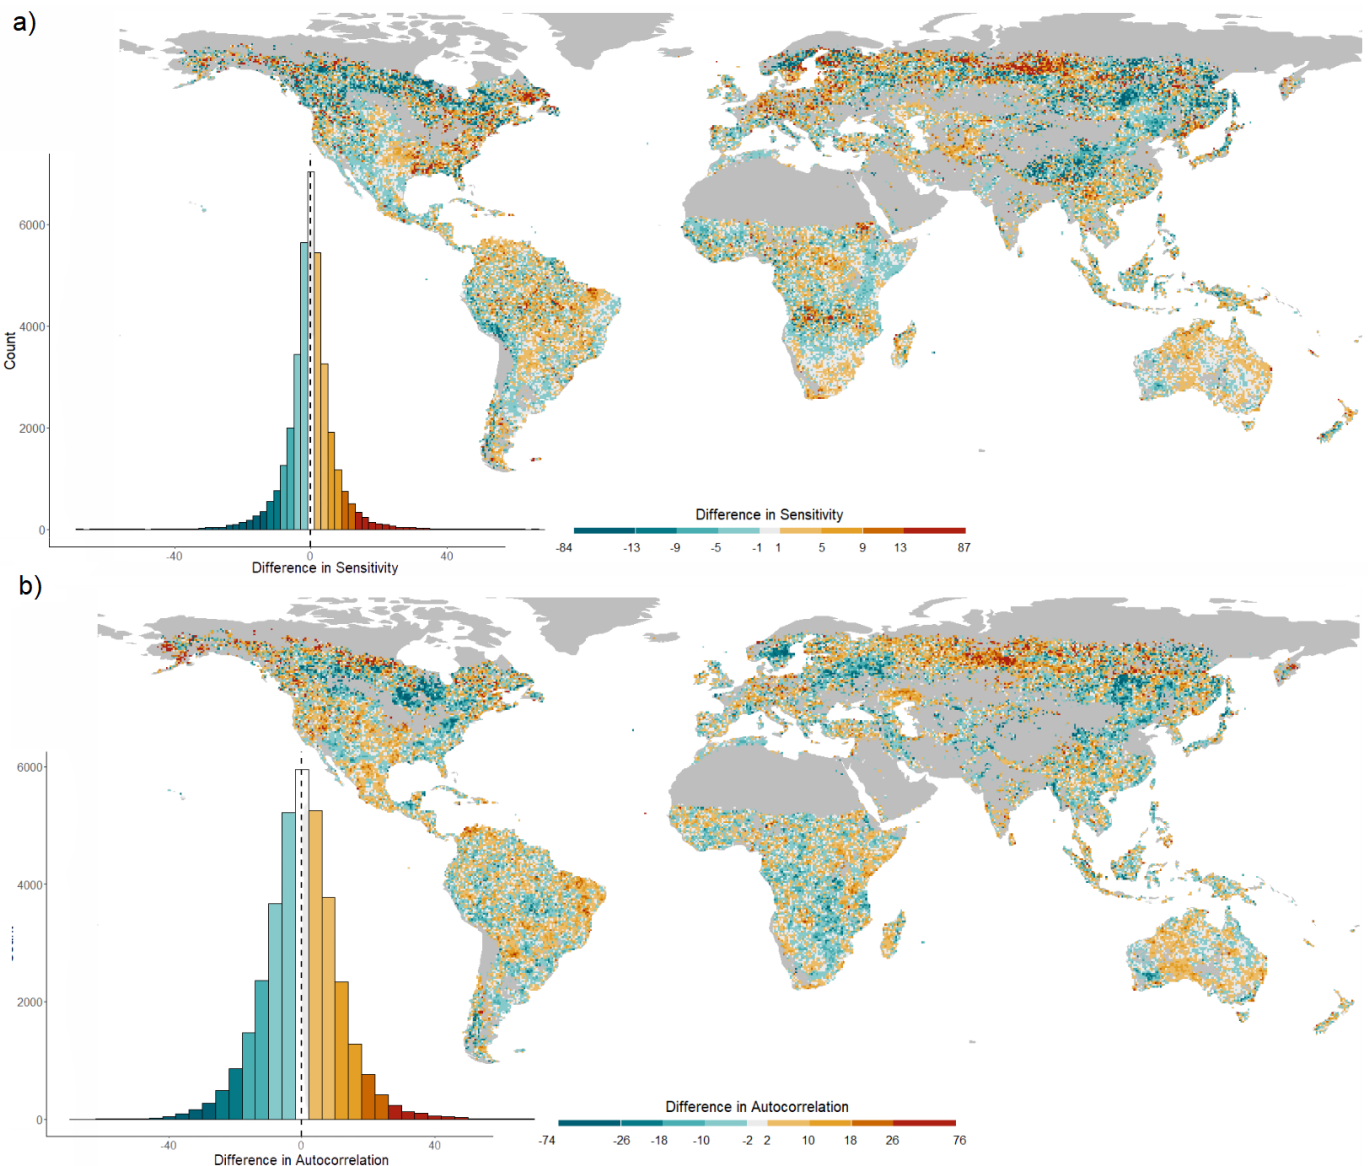 a)
6000
4000
2000
0
Count
-40 0 40
Difference in Sensitivity
Difference in Sensitivity
-84 -13 -9 -5 -1 1 5 9 13 87
b)
6000
4000
2000
0
-40 0 40
Difference in Autocorrelation
Difference in Autocorrelation
-74 -26 -18 -10 -2 2 10 18 26 76